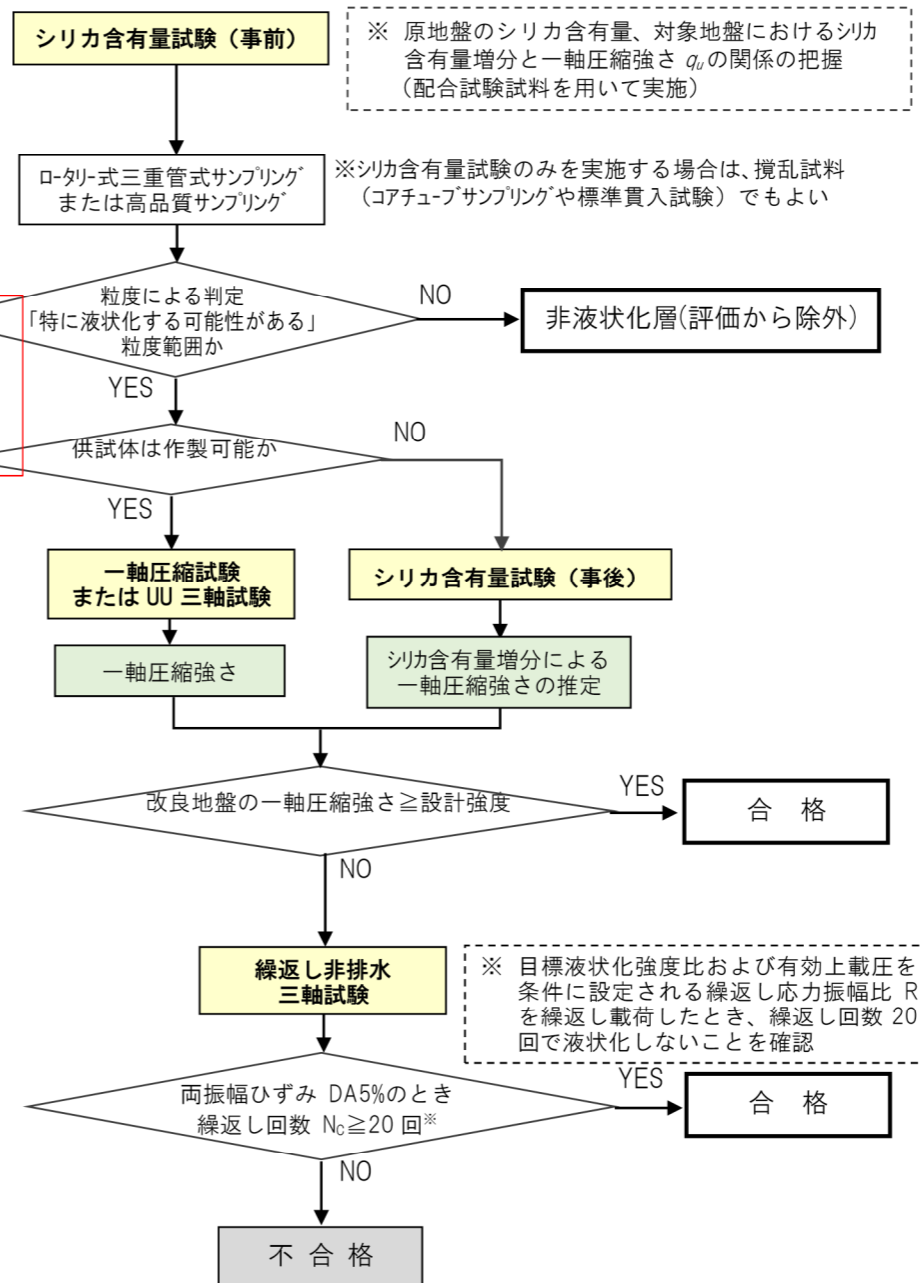 シリカ含有量試験（事前）
※ 原地盤のシリカ含有量、対象地盤におけるシリカ
含有量増分と一軸圧縮強さ quの関係の把握
（配合試験試料を用いて実施）
ロータリー式三重管式サンプリング
または高品質サンプリング
※シリカ含有量試験のみを実施する場合は、撹乱試料
（コアチューブサンプリングや標準貫入試験）でもよい
粒度による判定
「特に液状化する可能性がある」
粒度範囲か
NO
非液状化層(評価から除外)
YES
供試体は作製可能か
NO
YES
一軸圧縮試験
または UU 三軸試験
シリカ含有量試験（事後）
一軸圧縮強さ
シリカ含有量増分による
一軸圧縮強さの推定
改良地盤の一軸圧縮強さ≧設計強度
YES
合 格
NO
繰返し非排水
三軸試験
※ 目標液状化強度比および有効上載圧を
条件に設定される繰返し応力振幅比 R
を繰返し載荷したとき、繰返し回数 20
回で液状化しないことを確認
両振幅ひずみ DA5%のとき
繰返し回数 NC≧20 回※
YES
合 格
NO
不 合 格